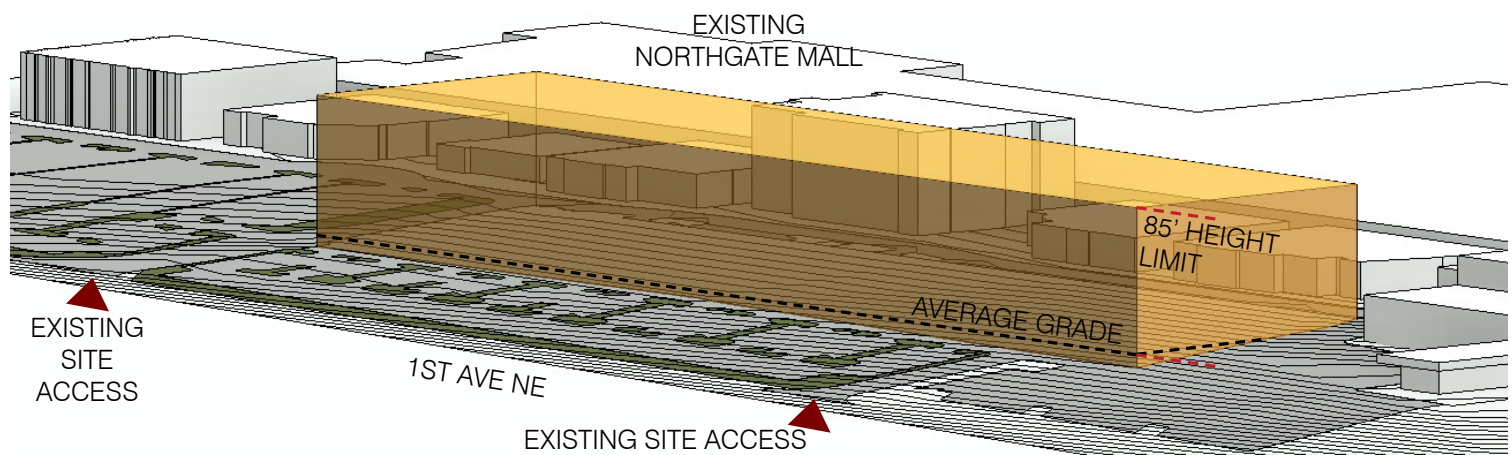 EXISTING
NORTHGATE MALL
85' HEIGHT
LIMIT
AVERAGE GRADE
EXISTING
SITE
ACCESS
1ST AVE NE
EXISTING SITE ACCESS